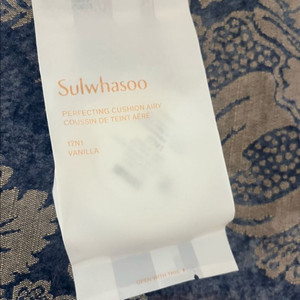 Sulwhasoo
PERFECTING CUSHION AIRY
COUSSIN DE TEINT AÉRÉ
17N1
VANILLA